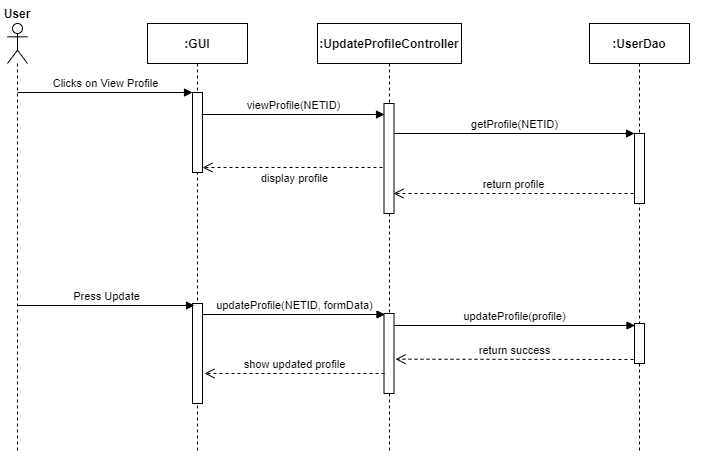 User
:GUI
:UpdateProfileController
:UserDao
Clicks on View Profile
viewProfile(NETID)
getProfile(NETID)
display profile
return profile
Press Update
updateProfile(NETID, formData)
updateProfile(profile)
return success
show updated profile